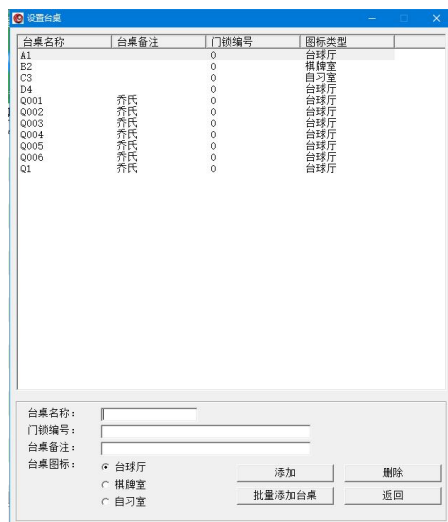 设置台桌
台桌名称 台桌备注 门锁编号 图标类型
A1 0 台球厅
B2 0 棋牌室
C3 0 自习室
D4 0 台球厅
Q001 乔氏 0 台球厅
Q002 乔氏 0 台球厅
Q003 乔氏 0 台球厅
Q004 乔氏 0 台球厅
Q005 乔氏 0 台球厅
Q006 乔氏 0 台球厅
Q1 乔氏 0 台球厅
台桌名称：
门锁编号：
台桌备注：
台桌图标： 台球厅
棋牌室
自习室
添加 删除
批量添加台桌 返回